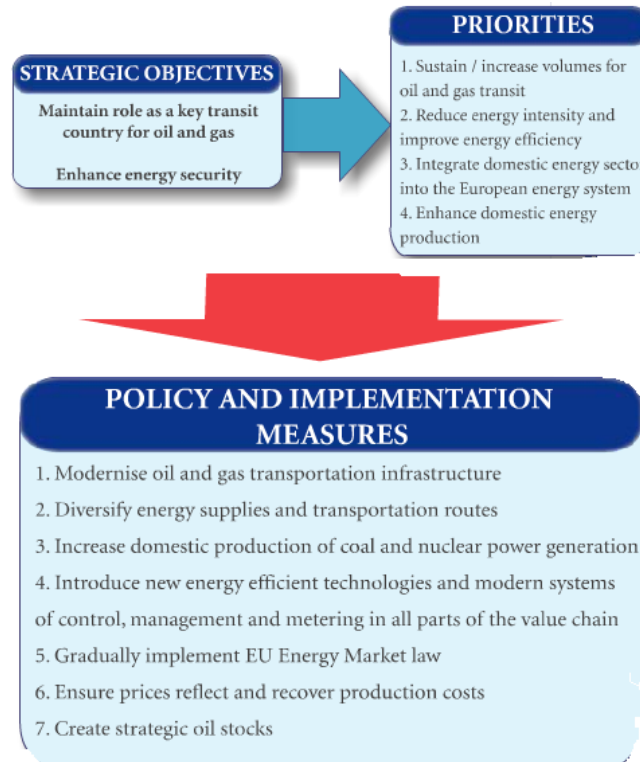 STRATEGIC OBJECTIVES
Maintain role as a key transit
country for oil and gas
Enhance energy security
PRIORITIES
1. Sustain / increase volumes for
oil and gas transit
2. Reduce energy intensity and
improve energy efficiency
3. Integrate domestic energy secto
into the European energy system
4. Enhance domestic energy
production
POLICY AND IMPLEMENTATION
MEASURES
1. Modernise oil and gas transportation infrastructure
2. Diversify energy supplies and transportation routes
3. Increase domestic production of coal and nuclear power generation
4. Introduce new energy efficient technologies and modern systems
of control, management and metering in all parts of the value chain
5. Gradually implement EU Energy Market law
6. Ensure prices reflect and recover production costs
7. Create strategic oil stocks